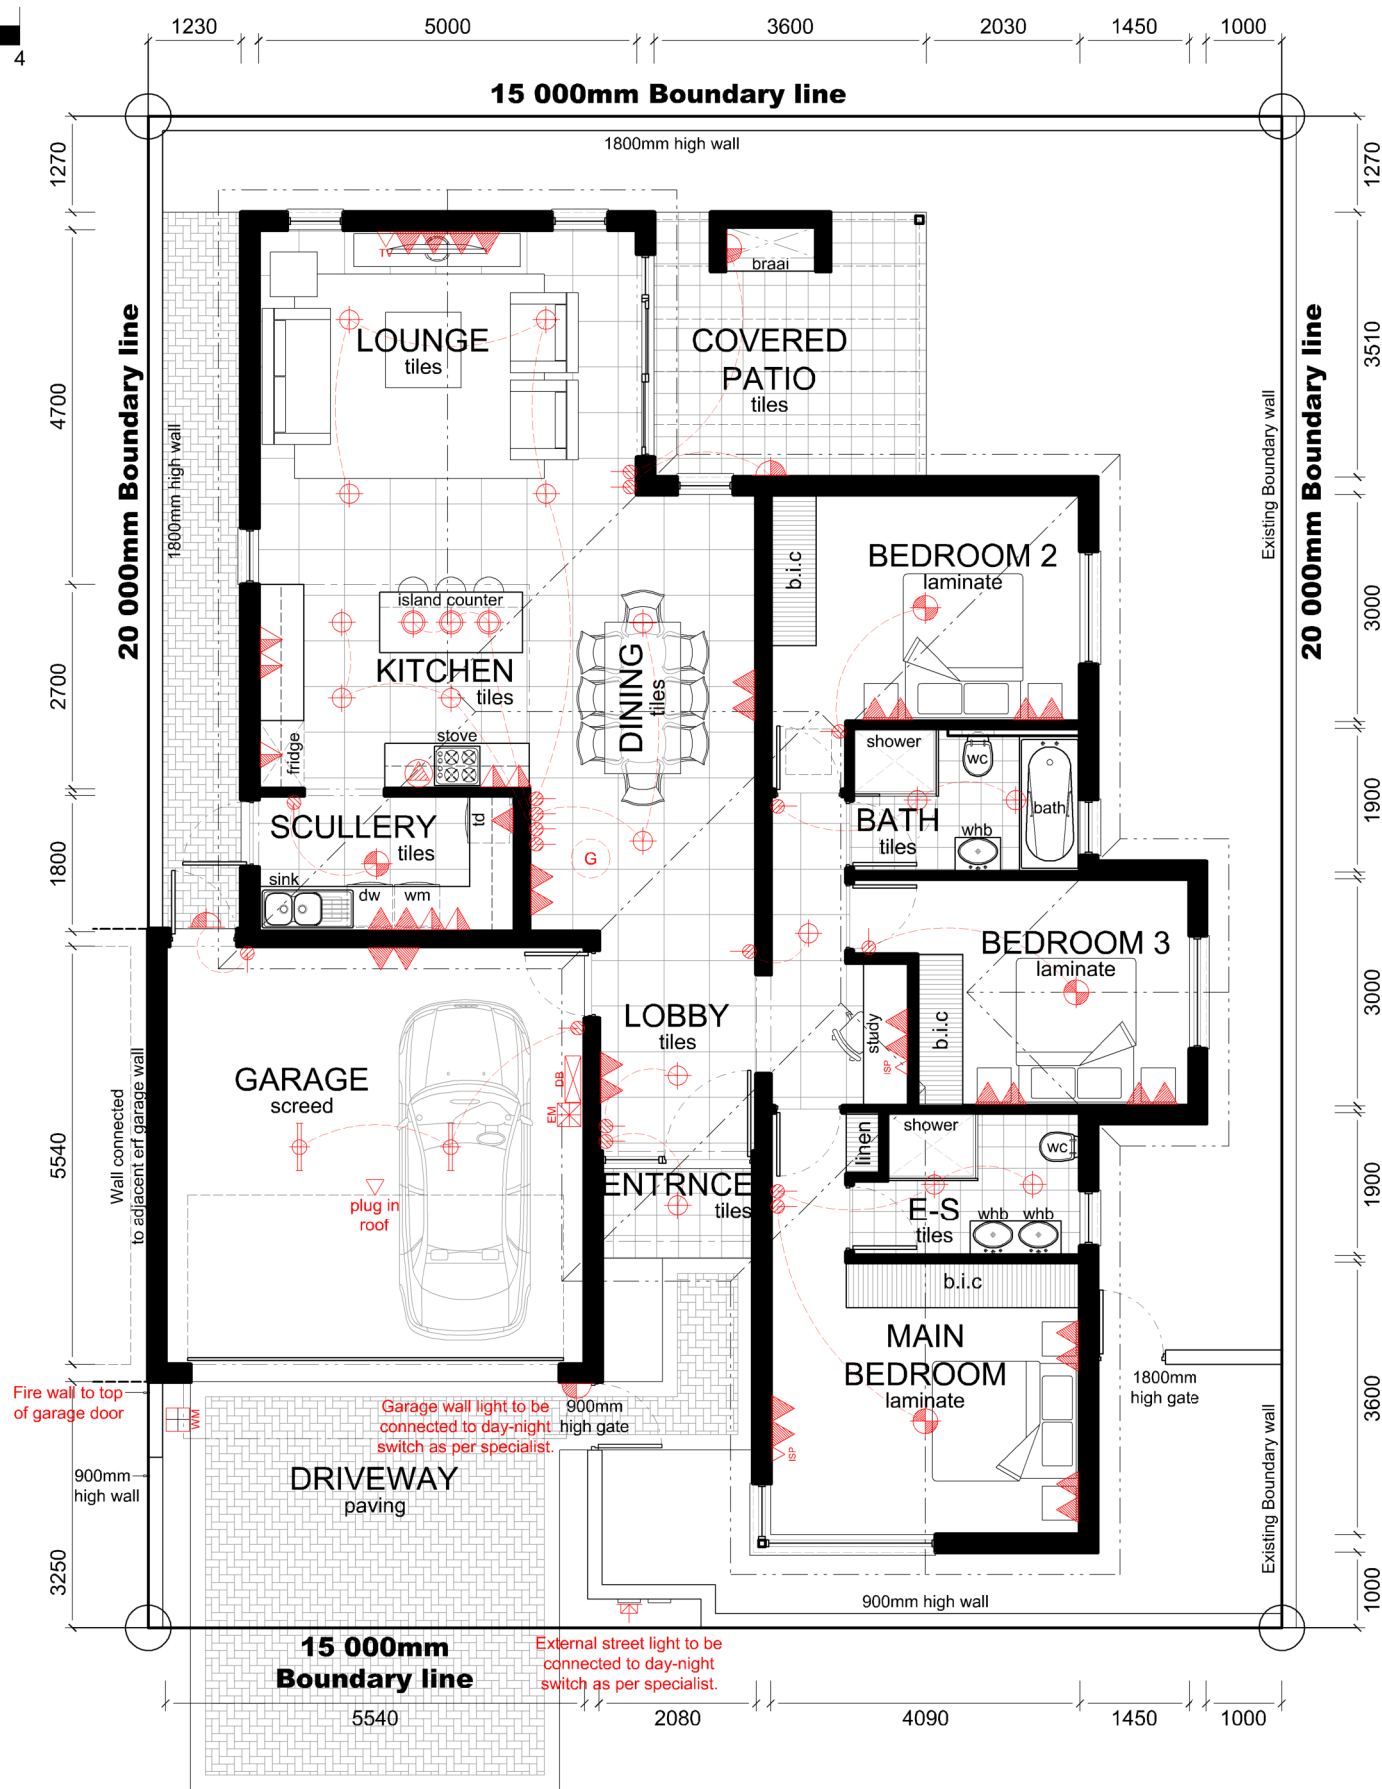 1230
5000
3600
2030
1450
1000
4
15 000mm Boundary line
1800mm high wall
1270
1270
TV
braai
20 000mm Boundary line
20 000mm Boundary line
LOUNGE
tiles
COVERED
PATIO
tiles
3510
4700
1800mm high wall
Existing Boundary wall
b.i.c
BEDROOM 2
laminate
island counter
3000
KITCHEN
tiles
DINING
tiles
2700
stove
fridge
shower
wc
bath
SCULLERY
tiles
td
BATH
tiles
whb
1900
G
1800
sink
dw
wm
BEDROOM 3
laminate
LOBBY
tiles
study
b.i.c
3000
ISP
GARAGE
screed
DB
EM
Wall connected
to adjacent erf garage wall
5540
linen
shower
wc
ENTRNCE
tiles
plug in
roof
E-S
tiles
whb
whb
1900
b.i.c
MAIN
BEDROOM
laminate
1800mm
high gate
Fire wall to top
of garage door
WM
Garage wall light to be
connected to day-night
switch as per specialist.
900mm
high gate
3600
ISP
Existing Boundary wall
DRIVEWAY
paving
900mm
high wall
3250
900mm high wall
1000
15 000mm
Boundary line
External street light to be
connected to day-night
switch as per specialist.
5540
2080
4090
1450
1000